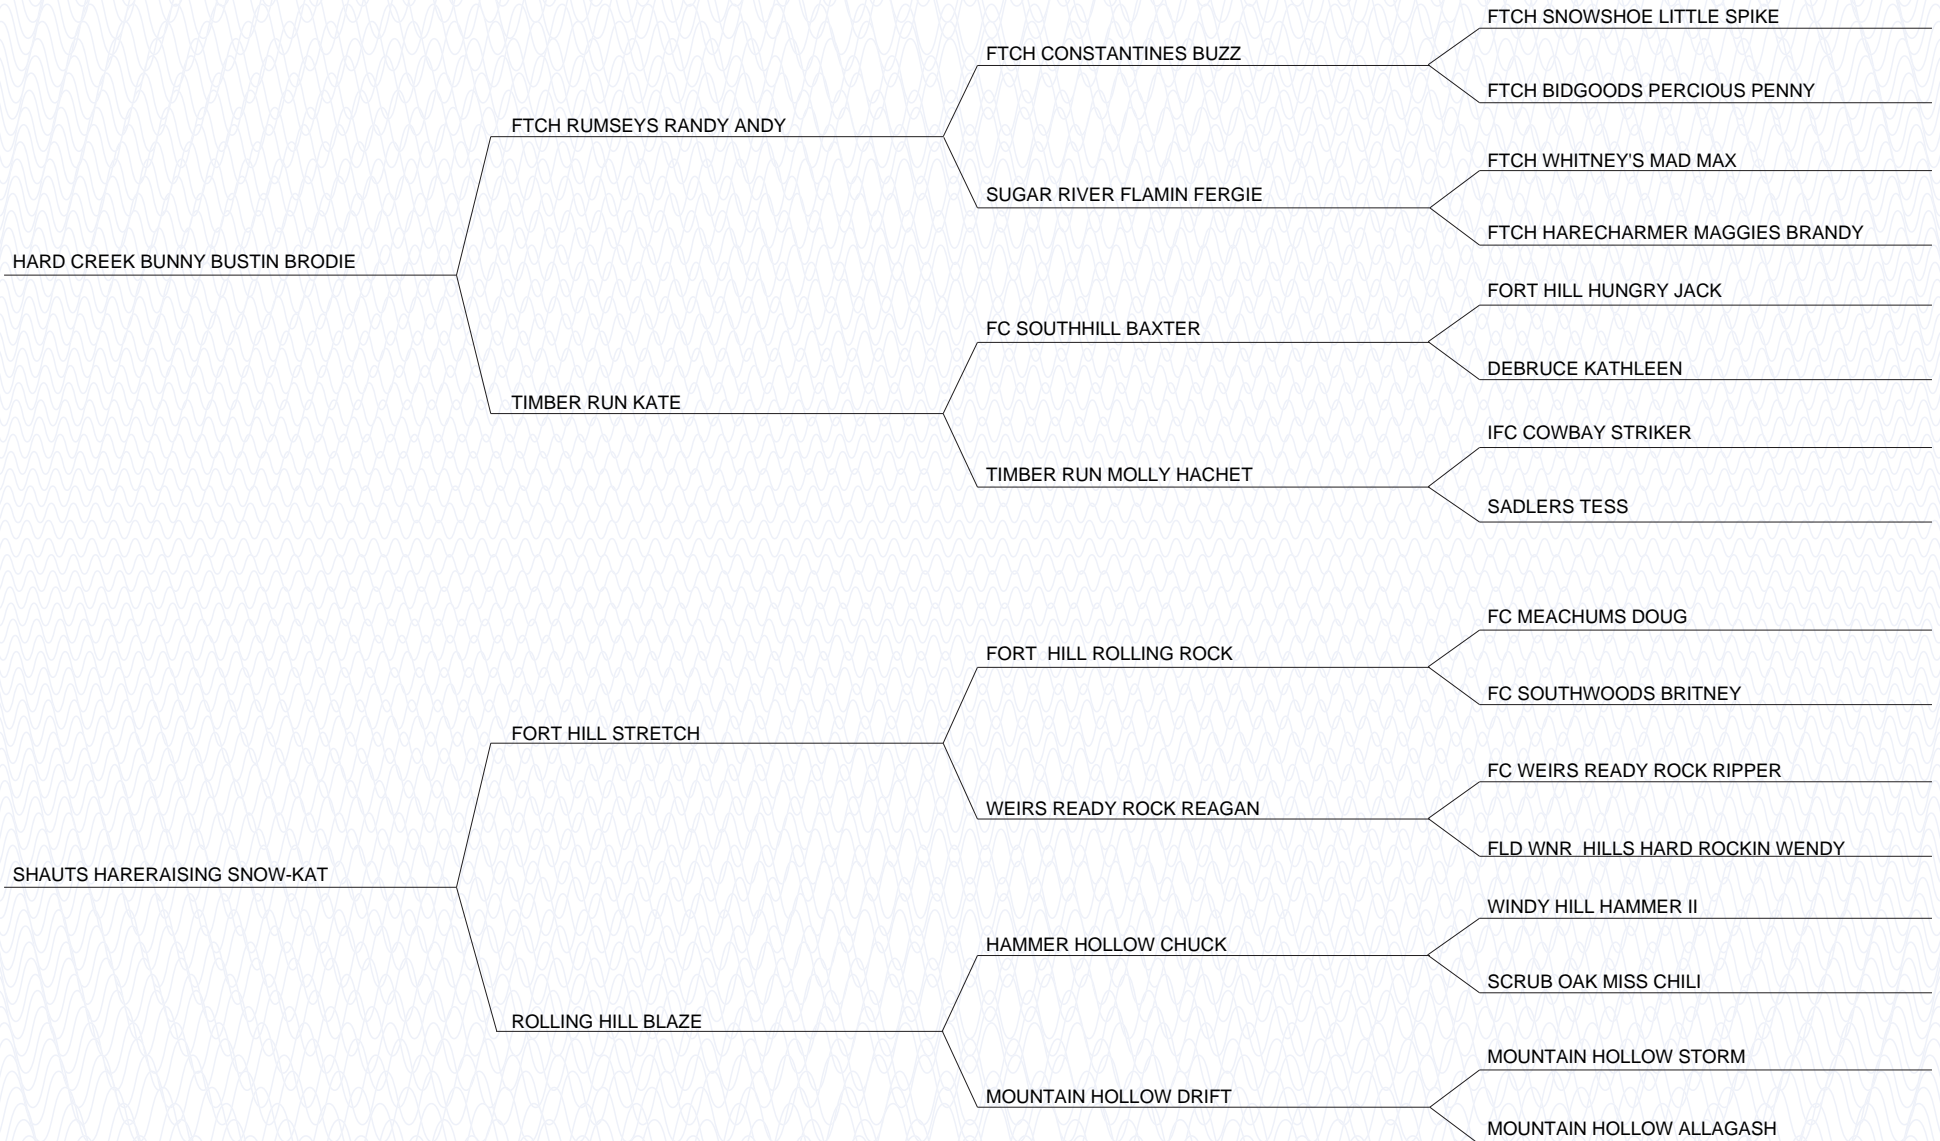 FTCH SNOWSHOE LITTLE SPIKE
FTCH CONSTANTINES BUZZ
FTCH BIDGOODS PERCIOUS PENNY
FTCH RUMSEYS RANDY ANDY
FTCH WHITNEY'S MAD MAX
SUGAR RIVER FLAMIN FERGIE
FTCH HARECHARMER MAGGIES BRANDY
HARD CREEK BUNNY BUSTIN BRODIE
FORT HILL HUNGRY JACK
FC SOUTHHILL BAXTER
DEBRUCE KATHLEEN
TIMBER RUN KATE
IFC COWBAY STRIKER
TIMBER RUN MOLLY HACHET
SADLERS TESS
FC MEACHUMS DOUG
FORT  HILL ROLLING ROCK
FC SOUTHWOODS BRITNEY
FORT HILL STRETCH
FC WEIRS READY ROCK RIPPER
WEIRS READY ROCK REAGAN
FLD WNR  HILLS HARD ROCKIN WENDY
SHAUTS HARERAISING SNOW-KAT
WINDY HILL HAMMER II
HAMMER HOLLOW CHUCK
SCRUB OAK MISS CHILI
ROLLING HILL BLAZE
MOUNTAIN HOLLOW STORM
MOUNTAIN HOLLOW DRIFT
MOUNTAIN HOLLOW ALLAGASH